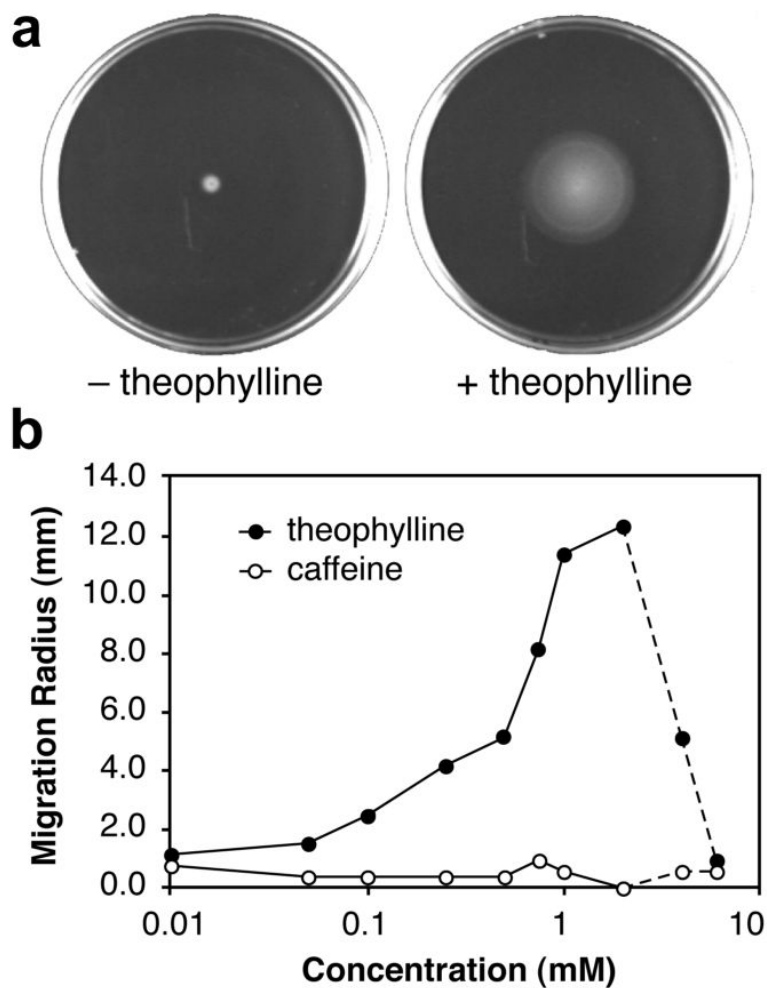 a
– theophylline
+ theophylline
b
14.0
12.0
10.0
8.0
6.0
4.0
2.0
0.0
Migration Radius (mm)
theophylline
caffeine
0.01
0.1
1
10
Concentration (mM)